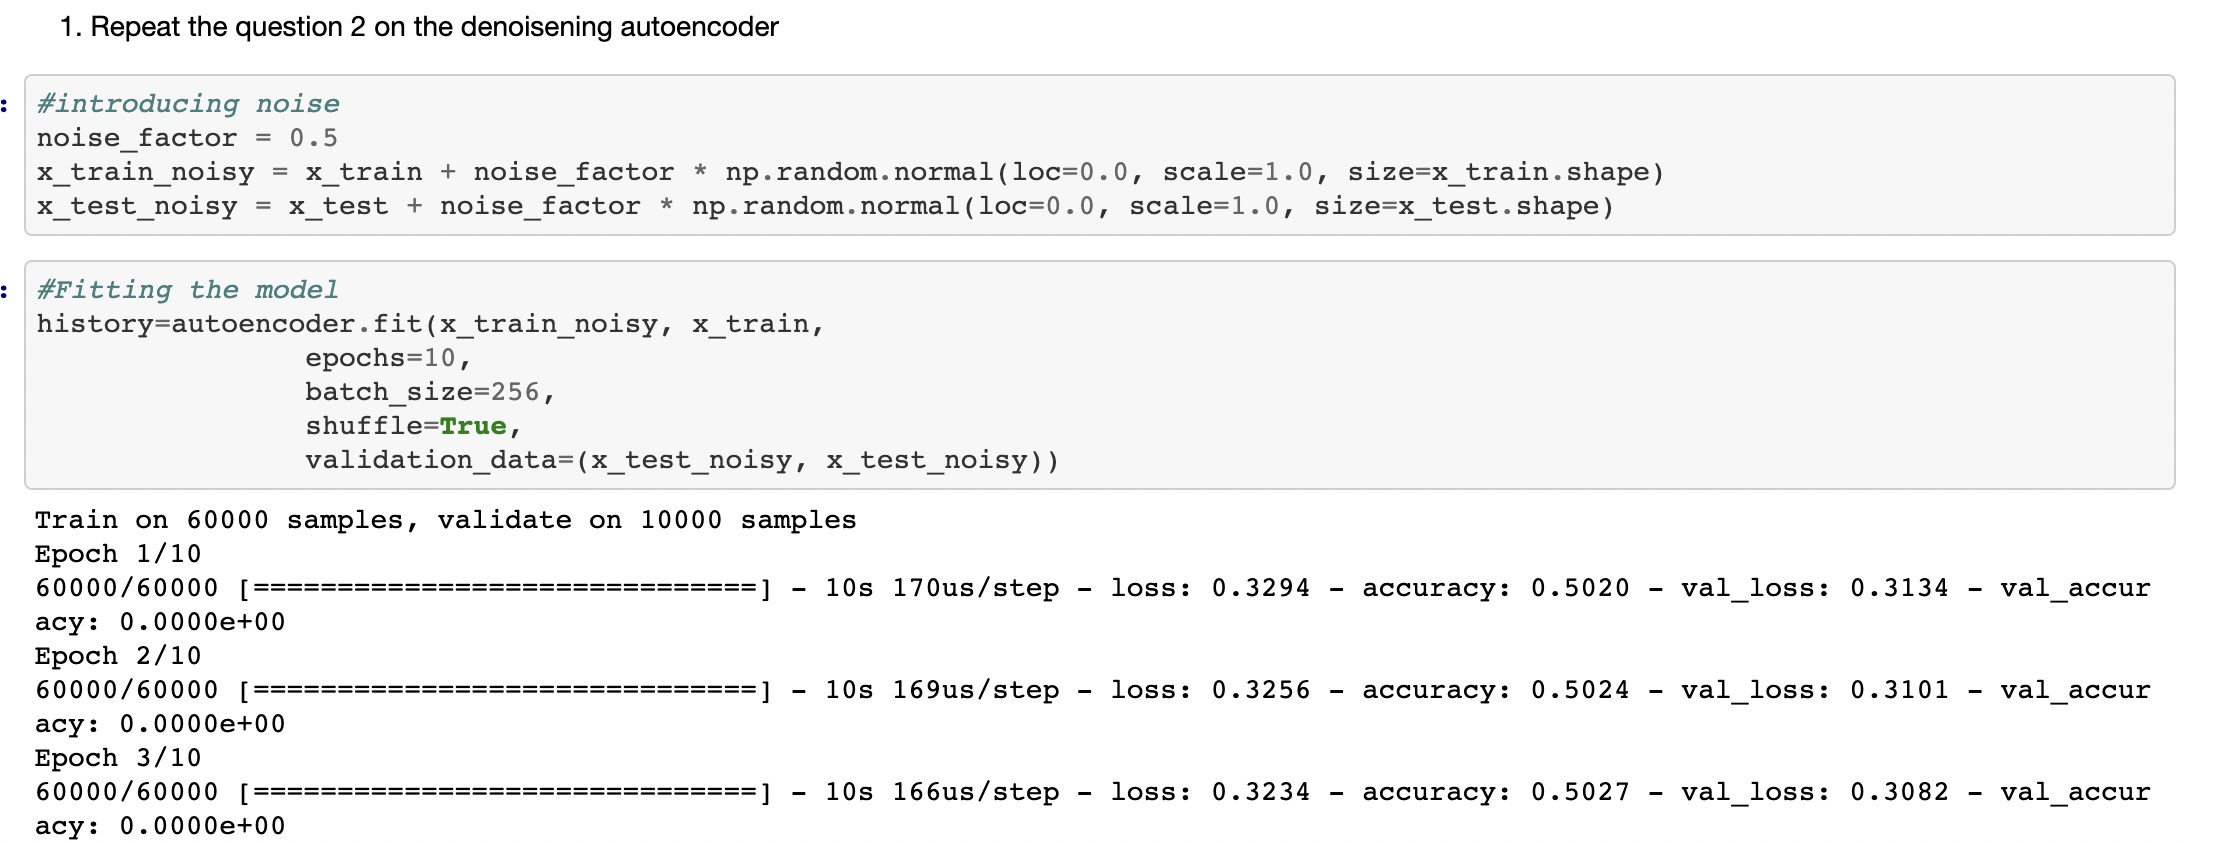 1. Repeat the question 2 on the denoisening autoencoder
:
#introducing noise
noise_factor = 0.5
x_train_noisy = x_train + noise_factor * np.random.normal(loc=0.0, scale=1.0, size=x_train.shape)
x_test_noisy = x_test + noise_factor * np.random.normal(loc=0.0, scale=1.0, size=x_test.shape)
:
#Fitting the model
history=autoencoder.fit(x_train_noisy, x_train,
epochs=10,
batch_size=256,
shuffle=True,
validation_data=(x_test_noisy, x_test_noisy))
Train on 60000 samples, validate on 10000 samples
Epoch 1/10
60000/60000 [==============================] - 10s 170us/step - loss: 0.3294 - accuracy: 0.5020 - val_loss: 0.3134 - val_accur
acy: 0.0000e+00
Epoch 2/10
60000/60000 [==============================] - 10s 169us/step - loss: 0.3256 - accuracy: 0.5024 - val_loss: 0.3101 - val_accur
acy: 0.0000e+00
Epoch 3/10
60000/60000 [==============================] - 10s 166us/step - loss: 0.3234 - accuracy: 0.5027 - val_loss: 0.3082 - val_accur
acy: 0.0000e+00